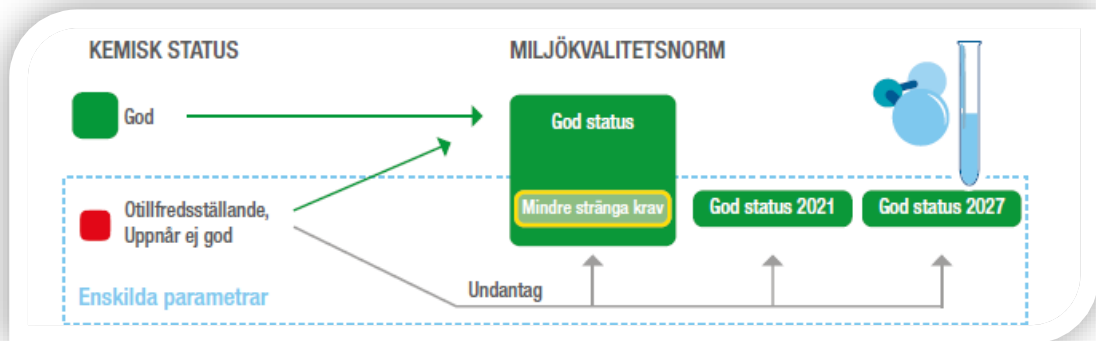 KEMISK STATUS
MILJÖKVALITETSNORM
God
God status
Otillfredsställande,
Uppnår ej god
Mindre stränga krav
God status 2021
God status 2027
Enskilda parametrar
Undantag